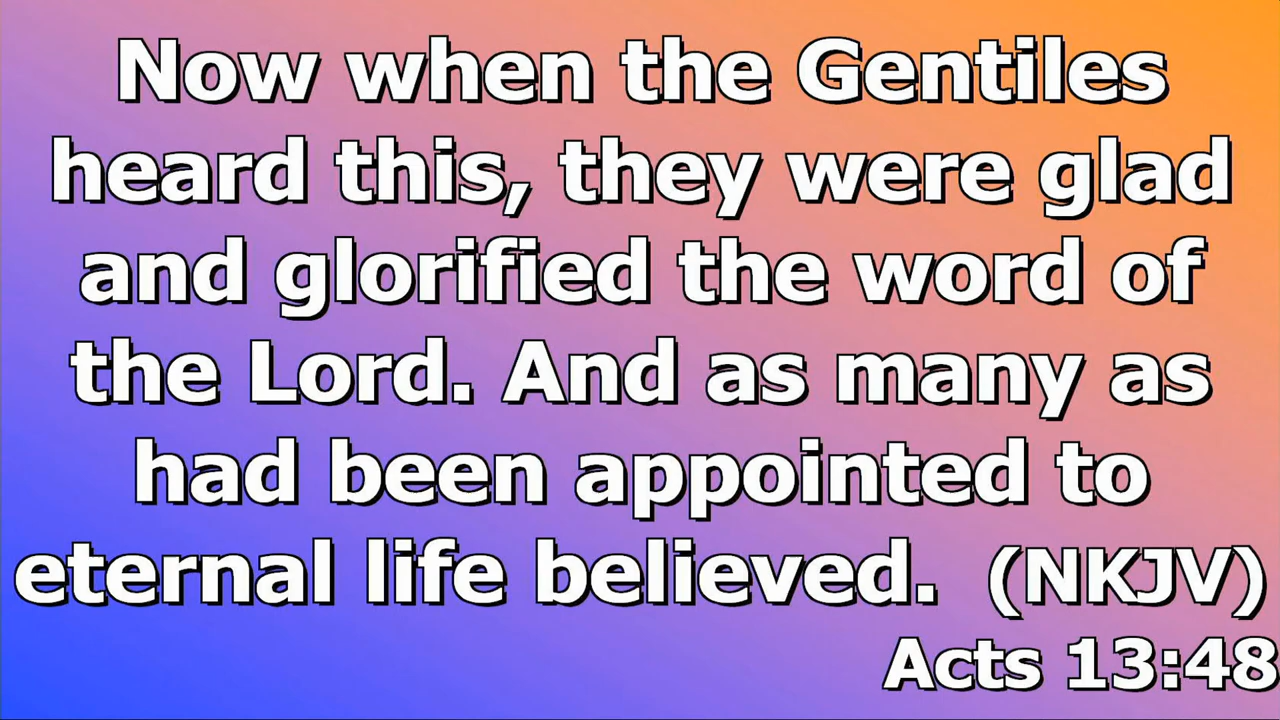 Now when the Gentiles
heard this, they were glad
and glorified the word of
the Lord. And as many as
had been appointed to
eternal life believed. (NKJV)
Acts 13:48